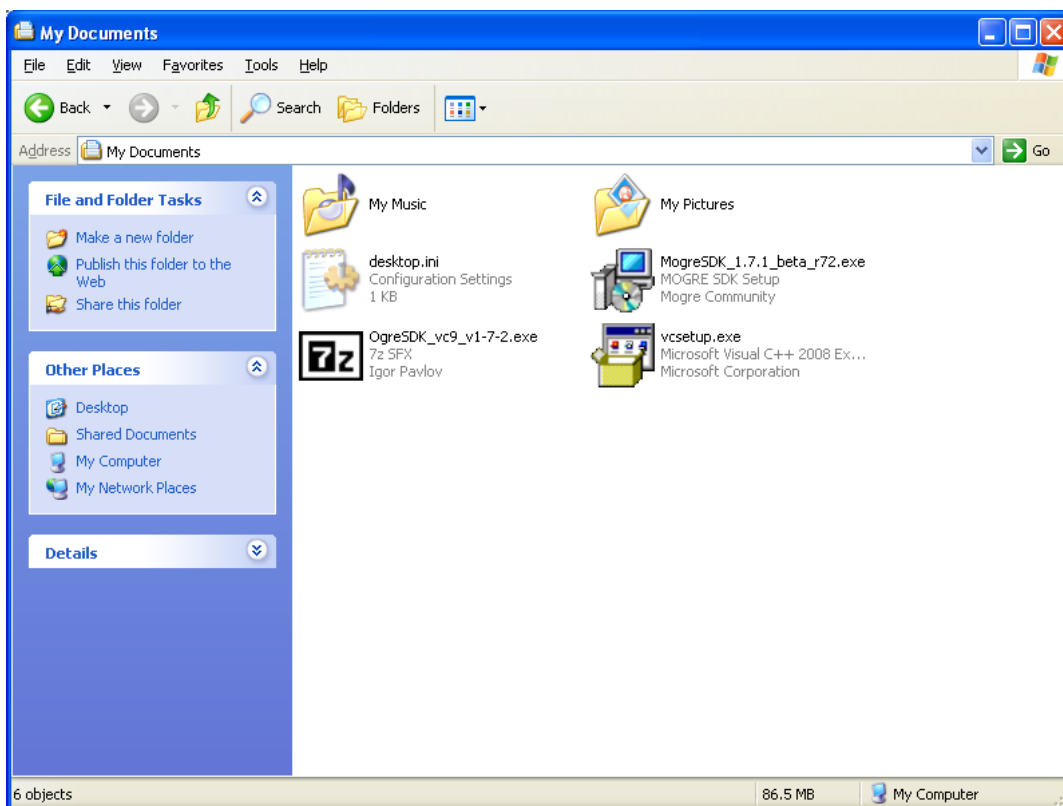 My Documents
File Edit View Favorites Tools Help
Back Search Folders
Address My Documents Go
File and Folder Tasks
Make a new folder
Publish this folder to the
Web
Share this folder
Other Places
Desktop
Shared Documents
My Computer
My Network Places
Details
My Music
My Pictures
desktop.ini
Configuration Settings
1 KB
MogreSDK_1.7.1_beta_r72.exe
MOGRE SDK Setup
Mogre Community
7z
OgreSDK_vc9_v1-7-2.exe
7z SFX
Igor Pavlov
vcsetup.exe
Microsoft Visual C++ 2008 Ex...
Microsoft Corporation
6 objects 86.5 MB My Computer